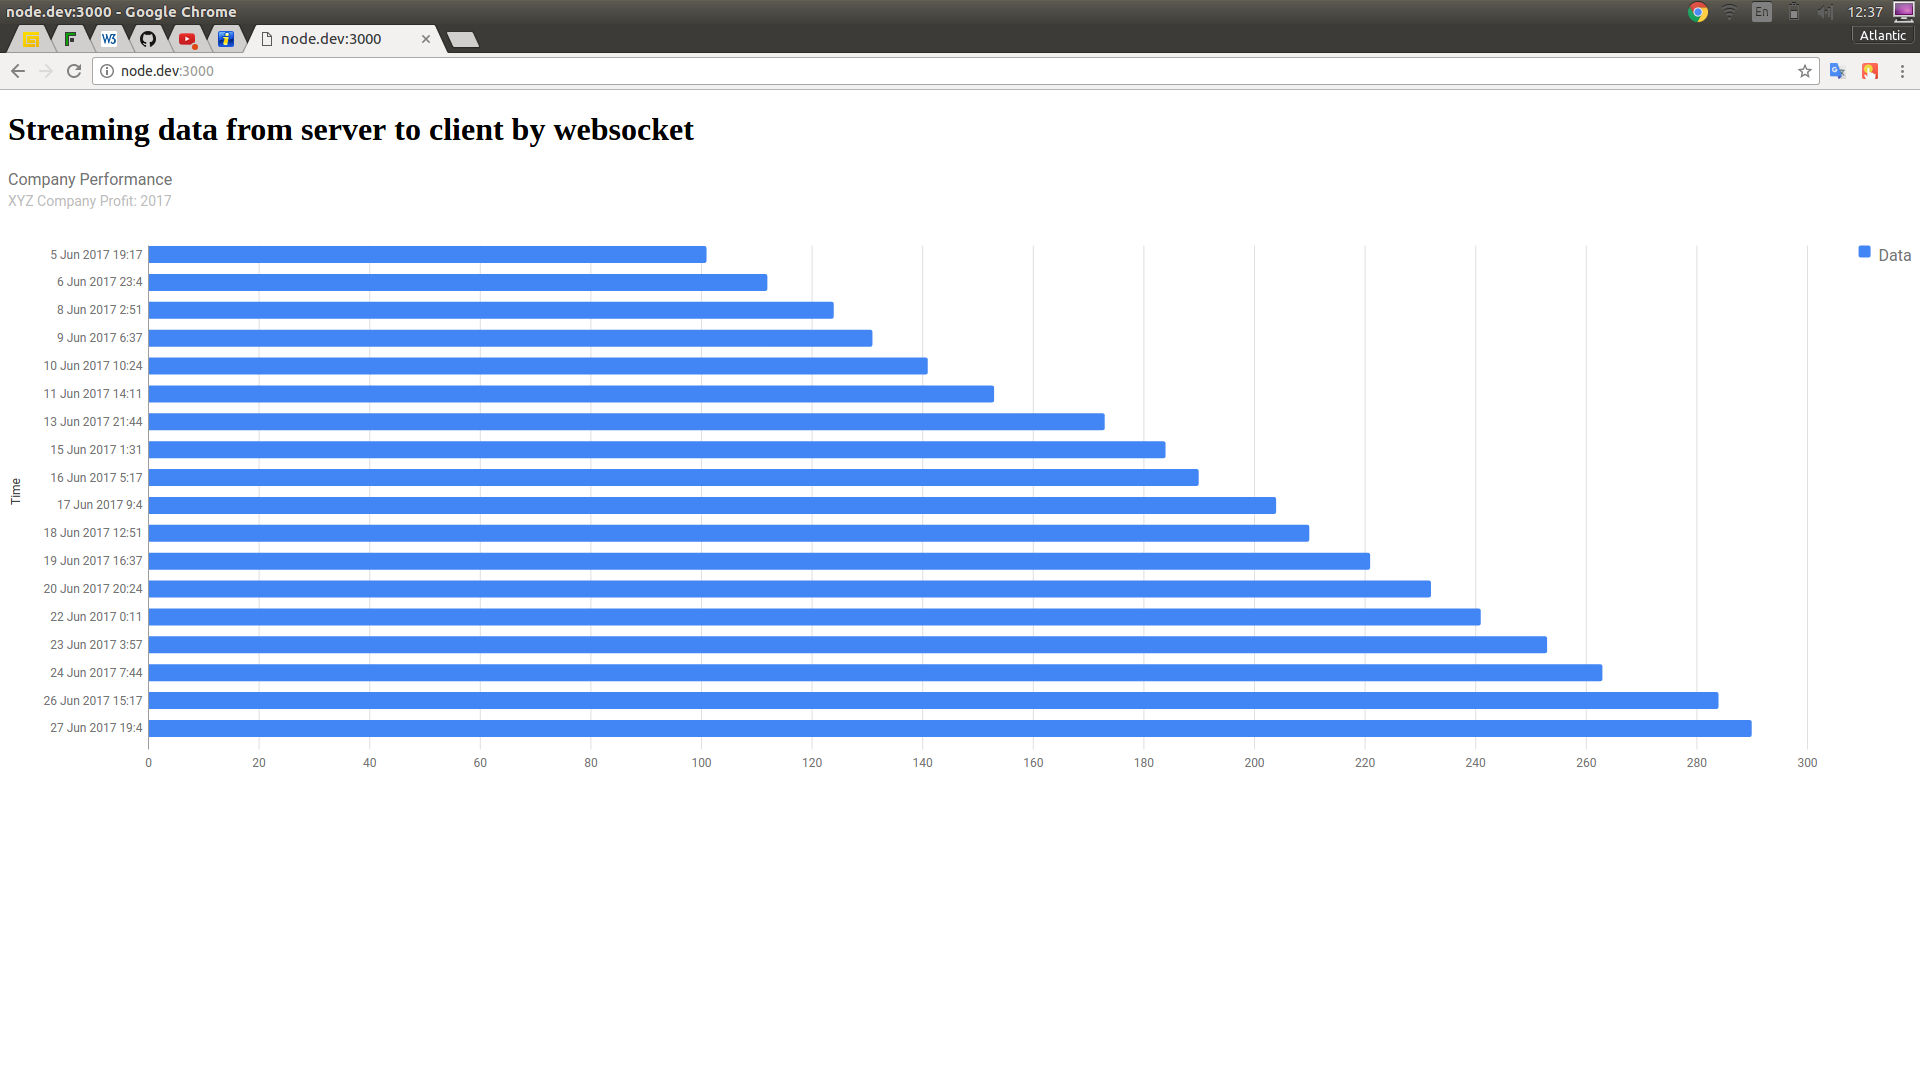 node.dev:3000 - Google Chrome
En
12:37
Atlantic
F
W3
i
node.dev:3000
node.dev:3000
Streaming data from server to client by websocket
Company Performance
XYZ Company Profit: 2017
Data
Time
5 Jun 2017 19:17
6 Jun 2017 23:4
8 Jun 2017 2:51
9 Jun 2017 6:37
10 Jun 2017 10:24
11 Jun 2017 14:11
13 Jun 2017 21:44
15 Jun 2017 1:31
16 Jun 2017 5:17
17 Jun 2017 9:4
18 Jun 2017 12:51
19 Jun 2017 16:37
20 Jun 2017 20:24
22 Jun 2017 0:11
23 Jun 2017 3:57
24 Jun 2017 7:44
26 Jun 2017 15:17
27 Jun 2017 19:4
0 20 40 60 80 100 120 140 160 180 200 220 240 260 280 300